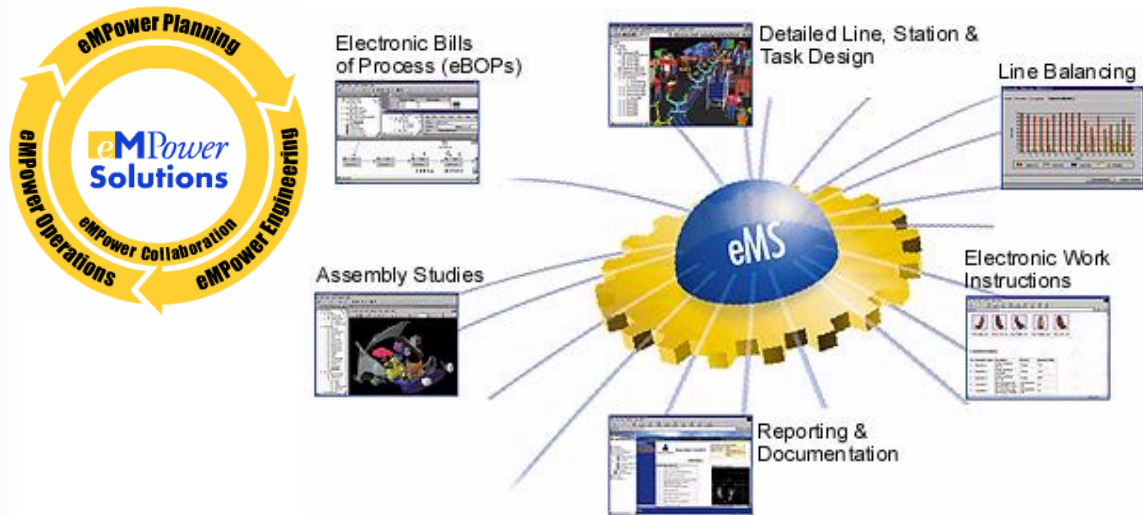 eMPower Planning
eMPower Engineering
eMPower Operations
eMPower Collaboration
eMPower
Solutions
Electronic Bills
of Process (eBOPs)
Detailed Line, Station &
Task Design
Line Balancing
eMS
Assembly Studies
Electronic Work
Instructions
Reporting &
Documentation